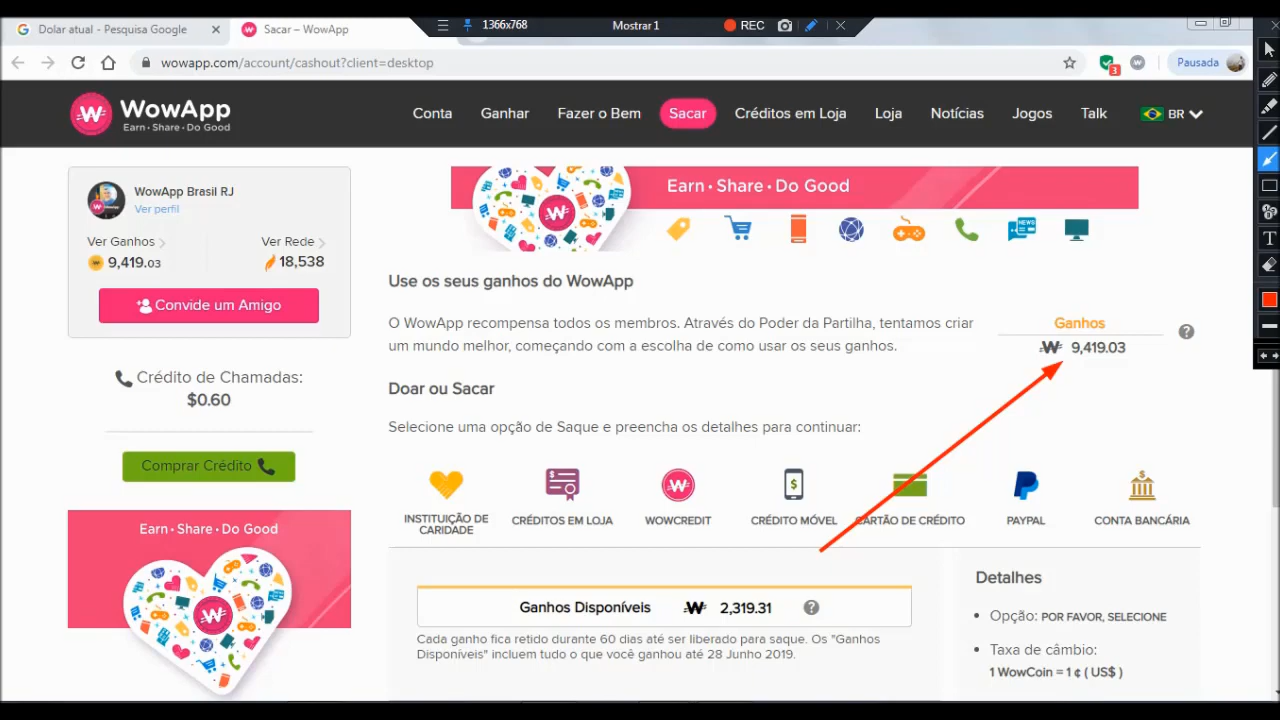 1366x768
Mostrar 1
REC
Dolar atual - Pesquisa Google
Sacar – WowApp
wowapp.com/account/cashout?client=desktop
3
Pausada
WowApp
Earn · Share · Do Good
Conta
Ganhar
Fazer o Bem
Sacar
Créditos em Loja
Loja
Notícias
Jogos
Talk
BR
WowApp Brasil RJ
Ver perfil
Ver Ganhos
Ver Rede
9,419.03
18,538
Convide um Amigo
Crédito de Chamadas:
$0.60
Comprar Crédito
Earn · Share · Do Good
Earn · Share · Do Good
NEWS
Use os seus ganhos do WowApp
O WowApp recompensa todos os membros. Através do Poder da Partilha, tentamos criar
um mundo melhor, começando com a escolha de como usar os seus ganhos.
Ganhos
9,419.03
Doar ou Sacar
Selecione uma opção de Saque e preencha os detalhes para continuar:
INSTITUIÇÃO DE
CARIDADE
CRÉDITOS EM LOJA
WOWCREDIT
CRÉDITO MÓVEL
CARTÃO DE CRÉDITO
PAYPAL
CONTA BANCÁRIA
Ganhos Disponíveis 2,319.31
Cada ganho fica retido durante 60 dias até ser liberado para saque. Os "Ganhos
Disponíveis" incluem tudo o que você ganhou até 28 Junho 2019.
Detalhes
Opção: POR FAVOR, SELECIONE
Taxa de câmbio:
1 WowCoin = 1 ¢ ( US$ )